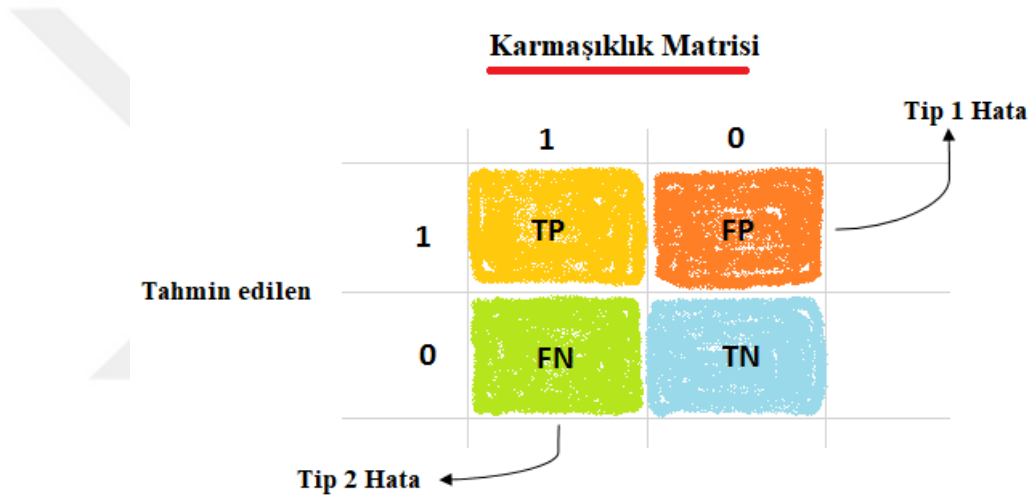 Karmaşıklık Matrisi
Tip 1 Hata
1 0
1 TP FP
Tahmin edilen
0 FN TN
Tip 2 Hata